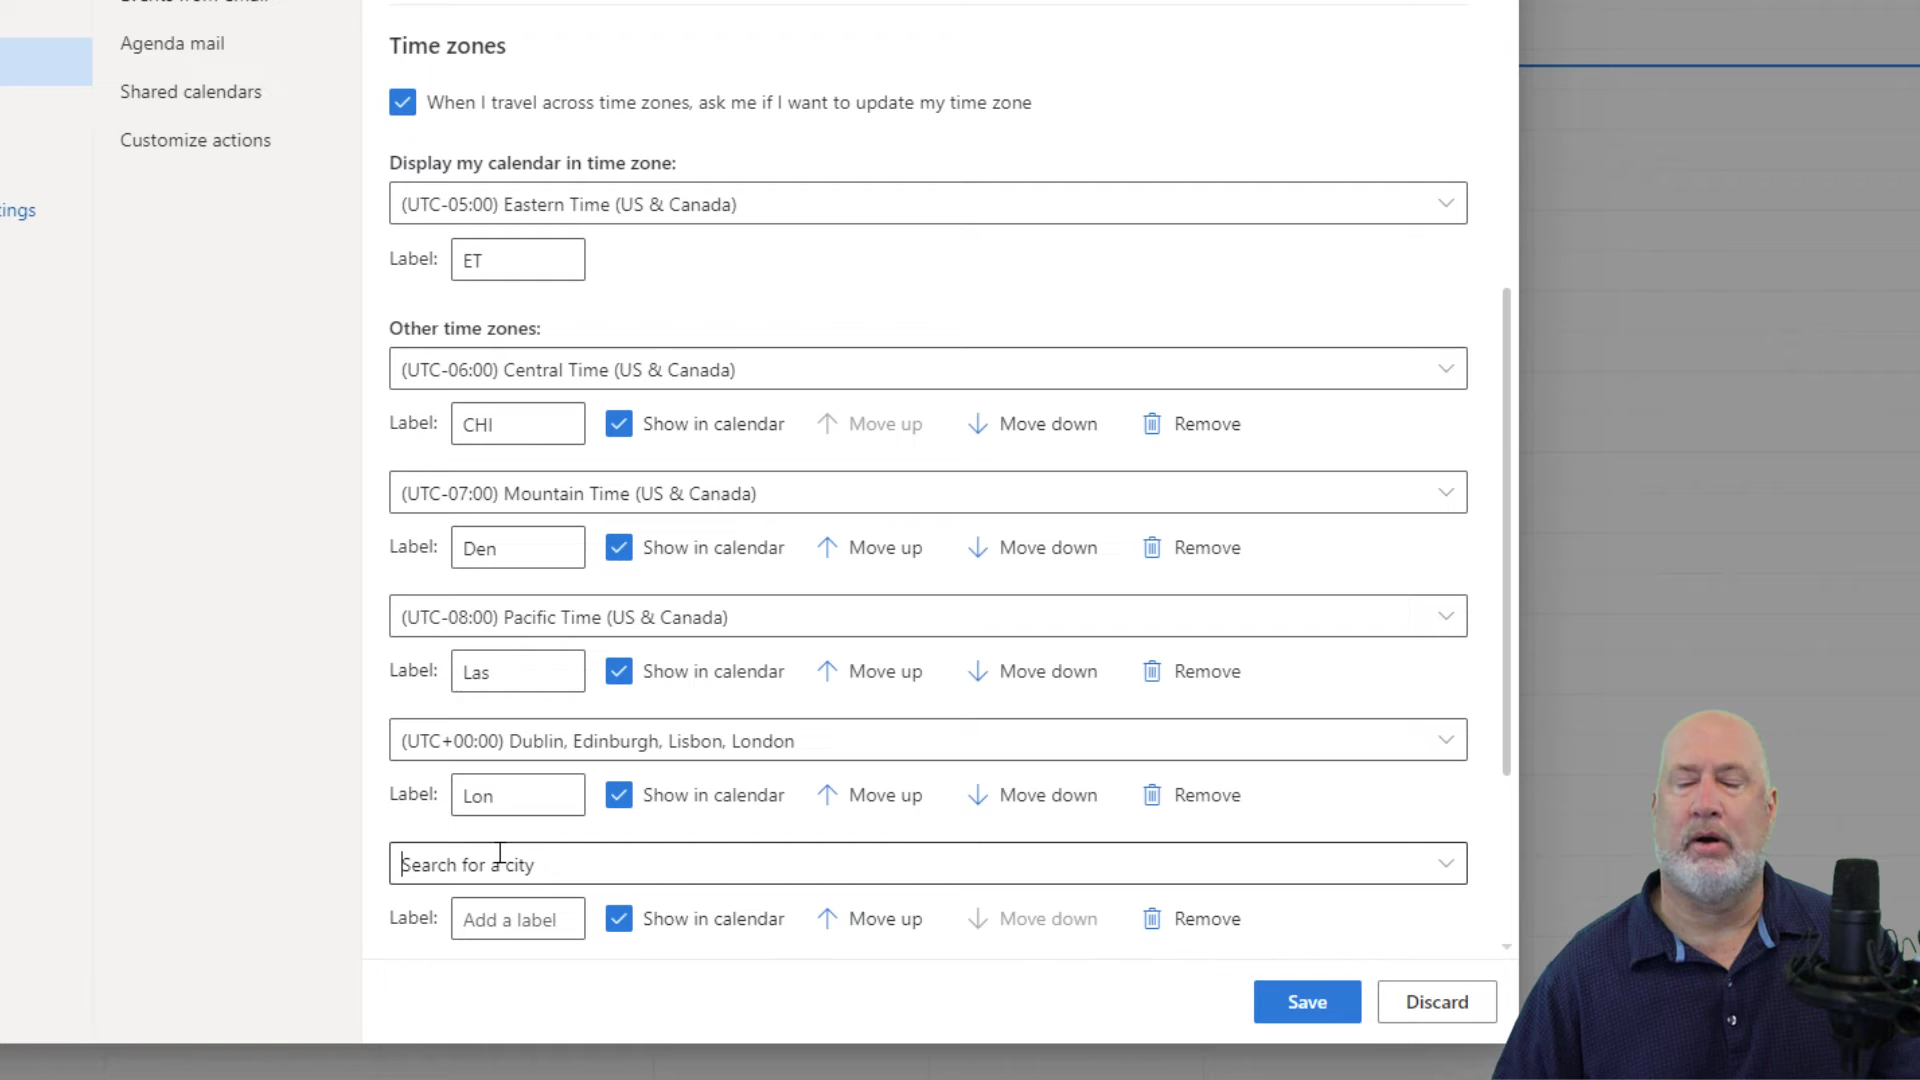 Events from email
Agenda mail
Shared calendars
Customize actions
tings
Time zones
When I travel across time zones, ask me if I want to update my time zone
Display my calendar in time zone:
(UTC-05:00) Eastern Time (US & Canada)
Label: ET
Other time zones:
(UTC-06:00) Central Time (US & Canada)
Label: CHI Show in calendar Move up Move down Remove
(UTC-07:00) Mountain Time (US & Canada)
Label: Den Show in calendar Move up Move down Remove
(UTC-08:00) Pacific Time (US & Canada)
Label: Las Show in calendar Move up Move down Remove
(UTC+00:00) Dublin, Edinburgh, Lisbon, London
Label: Lon Show in calendar Move up Move down Remove
Search for a city
Label: Add a label Show in calendar Move up Move down Remove
Save Discard